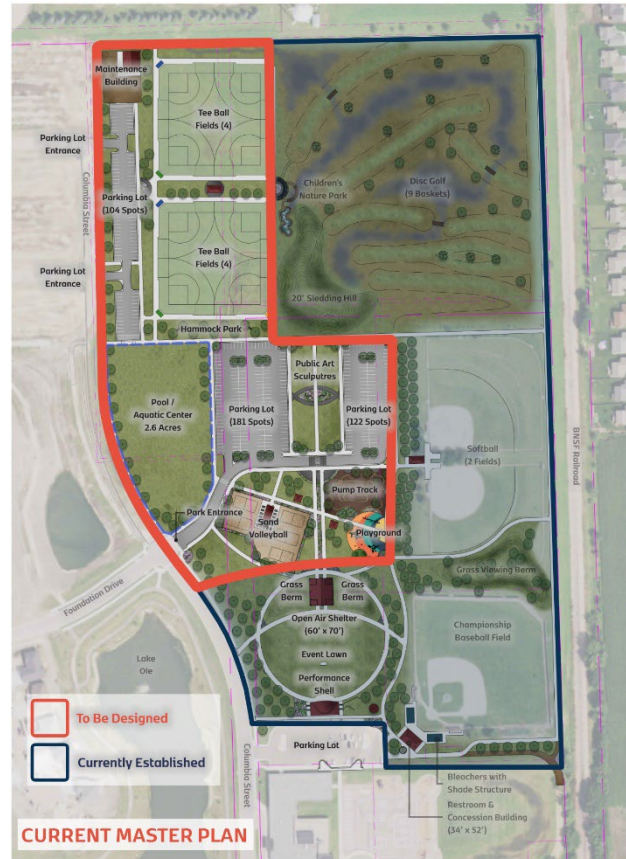 Maintenance
Building
Tee Ball
Fields (4)
Parking Lot
Entrance
Columbia Street
Parking Lot
(104 Spots)
Children's
Nature Park
Disc Golf
(9 Baskets)
Tee Ball
Fields (4)
Parking Lot
Entrance
20' Sledding Hill
Hammock Park
Public Art
Sculputres
Pool /
Aquatic Center
2.6 Acres
Parking Lot
(181 Spots)
Parking Lot
(122 Spots)
Softball
(2 Fields)
BNSF Railroad
Pump Track
Park Entrance
Sand
Volleyball
Playground
Grass Viewing Berm
Foundation Drive
Grass
Berm
Grass
Berm
Open Air Shelter
(60' x 70')
Championship
Baseball Field
Event Lawn
Lake
Ole
Performance
Shell
To Be Designed
Currently Established
Columbia Street
Parking Lot
Bleachers with
Shade Structure
Restroom &
Concession Building
(34' x 52')
CURRENT MASTER PLAN